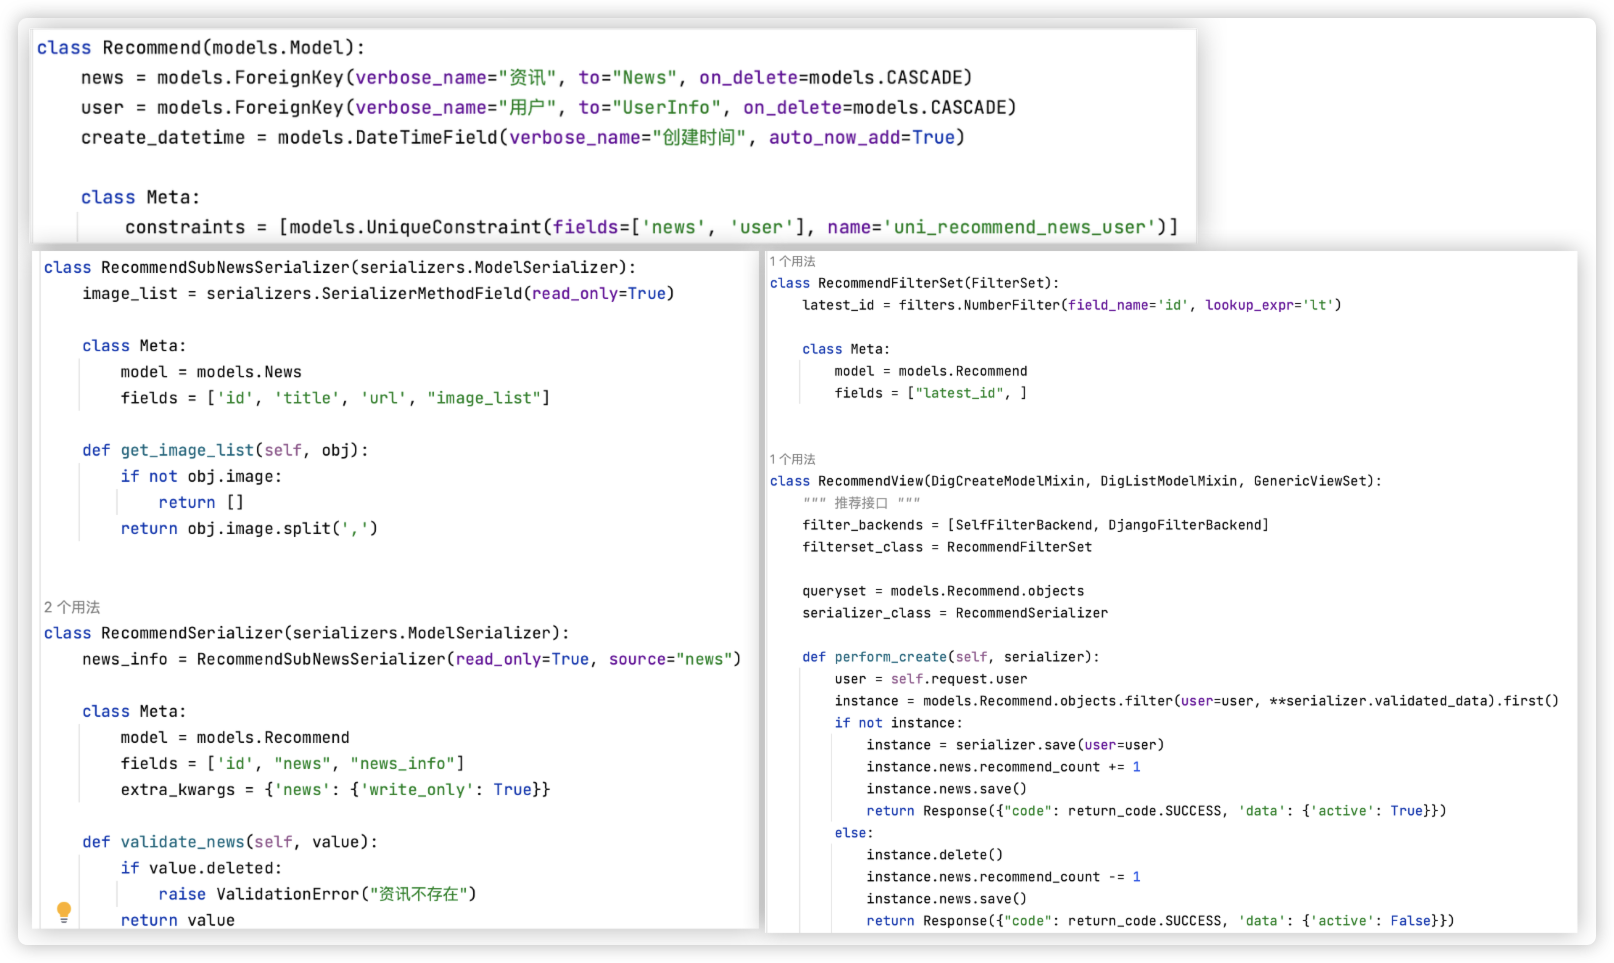 class Recommend(models.Model):
    news = models.ForeignKey(verbose_name="资讯", to="News", on_delete=models.CASCADE)
    user = models.ForeignKey(verbose_name="用户", to="UserInfo", on_delete=models.CASCADE)
    create_datetime = models.DateTimeField(verbose_name="创建时间", auto_now_add=True)
    class Meta:
        constraints = [models.UniqueConstraint(fields=['news', 'user'], name='uni_recommend_news_user')]
class RecommendSubNewsSerializer(serializers.ModelSerializer):
    image_list = serializers.SerializerMethodField(read_only=True)
    class Meta:
        model = models.News
        fields = ['id', 'title', 'url', "image_list"]
    def get_image_list(self, obj):
        if not obj.image:
            return []
        return obj.image.split(',')
2 个用法
class RecommendSerializer(serializers.ModelSerializer):
    news_info = RecommendSubNewsSerializer(read_only=True, source="news")
    class Meta:
        model = models.Recommend
        fields = ['id', "news", "news_info"]
        extra_kwargs = {'news': {'write_only': True}}
    def validate_news(self, value):
        if value.deleted:
            raise ValidationError("资讯不存在")
        return value
1 个用法
class RecommendFilterSet(FilterSet):
    latest_id = filters.NumberFilter(field_name='id', lookup_expr='lt')
    class Meta:
        model = models.Recommend
        fields = ["latest_id", ]
1 个用法
class RecommendView(DigCreateModelMixin, DigListModelMixin, GenericViewSet):
    """ 推荐接口 """
    filter_backends = [SelfFilterBackend, DjangoFilterBackend]
    filterset_class = RecommendFilterSet
    queryset = models.Recommend.objects
    serializer_class = RecommendSerializer
    def perform_create(self, serializer):
        user = self.request.user
        instance = models.Recommend.objects.filter(user=user, **serializer.validated_data).first()
        if not instance:
            instance = serializer.save(user=user)
            instance.news.recommend_count += 1
            instance.news.save()
            return Response({"code": return_code.SUCCESS, 'data': {'active': True}})
        else:
            instance.delete()
            instance.news.recommend_count -= 1
            instance.news.save()
            return Response({"code": return_code.SUCCESS, 'data': {'active': False}})